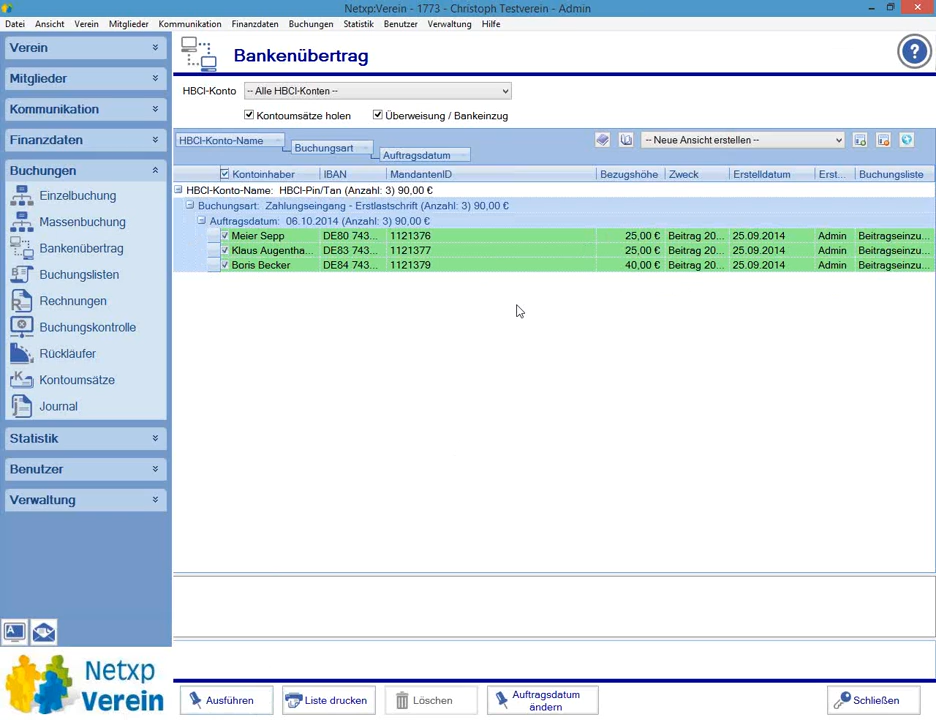 Netxp:Verein - 1773 - Christoph Testverein - Admin
Datei Ansicht Verein Mitglieder Kommunikation Finanzdaten Buchungen Statistik Benutzer Verwaltung Hilfe
Verein
Mitglieder
Kommunikation
Finanzdaten
Buchungen
Einzelbuchung
Massenbuchung
Bankenübertrag
Buchungslisten
Rechnungen
Buchungskontrolle
Rückläufer
Kontoumsätze
Journal
Statistik
Benutzer
Verwaltung
Netxp
Verein
Bankenübertrag
?
HBCI-Konto -- Alle HBCI-Konten --
Kontoumsätze holen Überweisung / Bankeinzug
HBCI-Konto-Name
Buchungsart
Auftragsdatum
-- Neue Ansicht erstellen --
Kontoinhaber IBAN MandantenID Bezugshöhe Zweck Erstelldatum Erst... Buchungsliste
HBCI-Konto-Name: HBCI-Pin/Tan (Anzahl: 3) 90,00 €
Buchungsart: Zahlungseingang - Erstlastschrift (Anzahl: 3) 90,00 €
Auftragsdatum: 06.10.2014 (Anzahl: 3) 90,00 €
Meier Sepp DE80 743... 1121376 25,00 € Beitrag 20... 25.09.2014 Admin Beitragseinzu...
Klaus Augentha... DE83 743... 1121377 25,00 € Beitrag 20... 25.09.2014 Admin Beitragseinzu...
Boris Becker DE84 743... 1121379 40,00 € Beitrag 20... 25.09.2014 Admin Beitragseinzu...
Ausführen
Liste drucken
Löschen
Auftragsdatum
ändern
Schließen